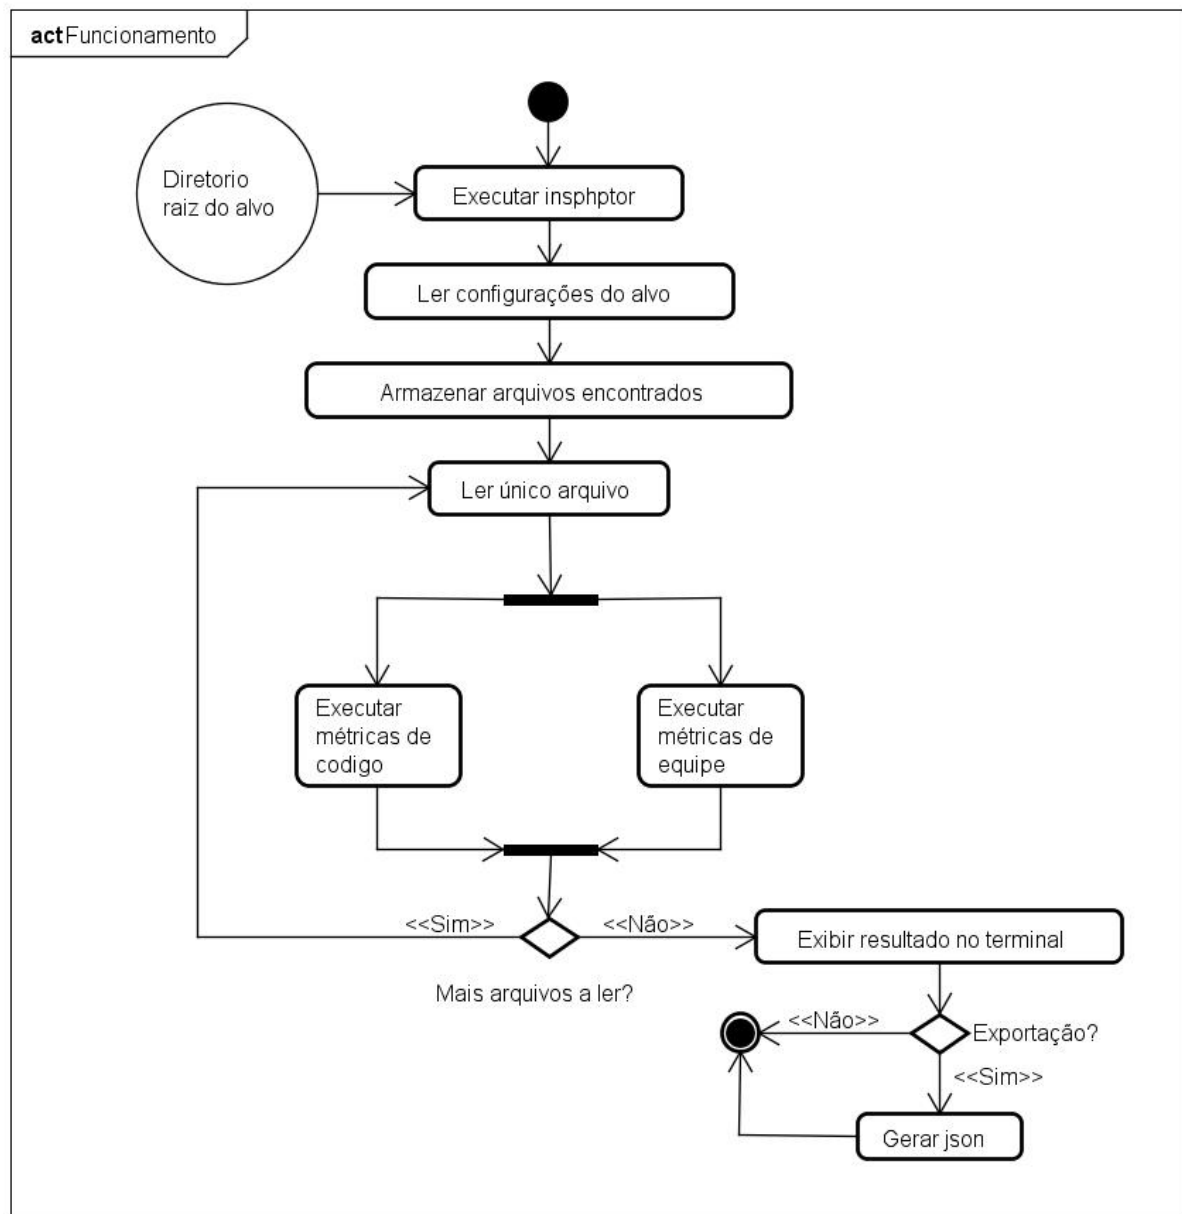 actFuncionamento
Diretorio
raiz do alvo
Executar insphptor
Ler configurações do alvo
Armazenar arquivos encontrados
Ler único arquivo
Executar
métricas de
codigo
Executar
métricas de
equipe
<<Sim>>
<<Não>>
Mais arquivos a ler?
Exibir resultado no terminal
<<Não>>
Exportação?
<<Sim>>
Gerar json